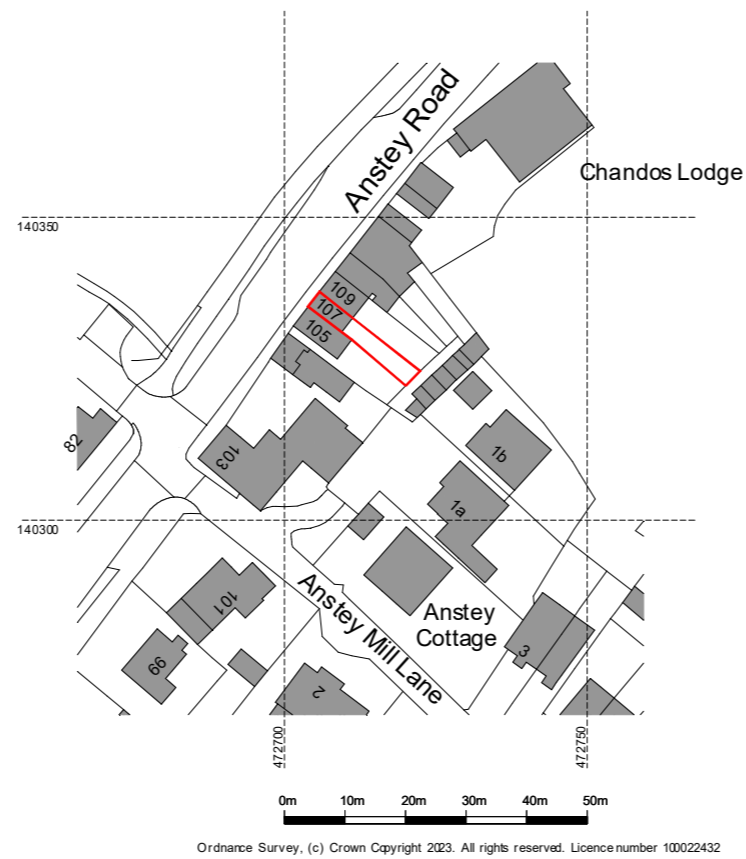 Anstey Road
Chandos Lodge
140350
109
107
105
82
103
1b
1a
140300
Anstey Mill Lane
Anstey
Cottage
101
99
3
2
472700
472750
0m 10m 20m 30m 40m 50m
Ordnance Survey, (c) Crown Copyright 2023. All rights reserved. Licence number 100022432